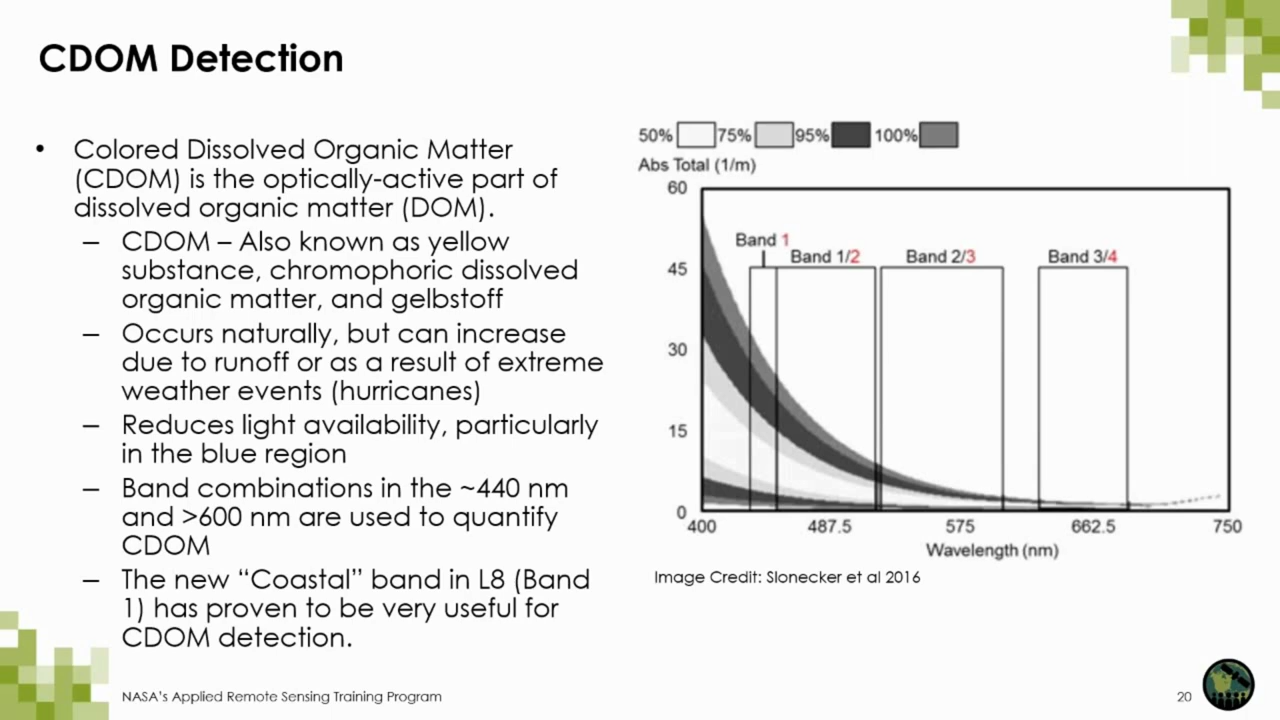 CDOM Detection
• Colored Dissolved Organic Matter
(CDOM) is the optically-active part of
dissolved organic matter (DOM).
– CDOM – Also known as yellow
substance, chromophoric dissolved
organic matter, and gelbstoff
– Occurs naturally, but can increase
due to runoff or as a result of extreme
weather events (hurricanes)
– Reduces light availability, particularly
in the blue region
– Band combinations in the ~440 nm
and >600 nm are used to quantify
CDOM
– The new “Coastal” band in L8 (Band
1) has proven to be very useful for
CDOM detection.
50% 75% 95% 100%
Abs Total (1/m)
60
45
30
15
0
Band 1
Band 1/2
Band 2/3
Band 3/4
400 487.5 575 662.5 750
Wavelength (nm)
Image Credit: Slonecker et al 2016
NASA’s Applied Remote Sensing Training Program
20